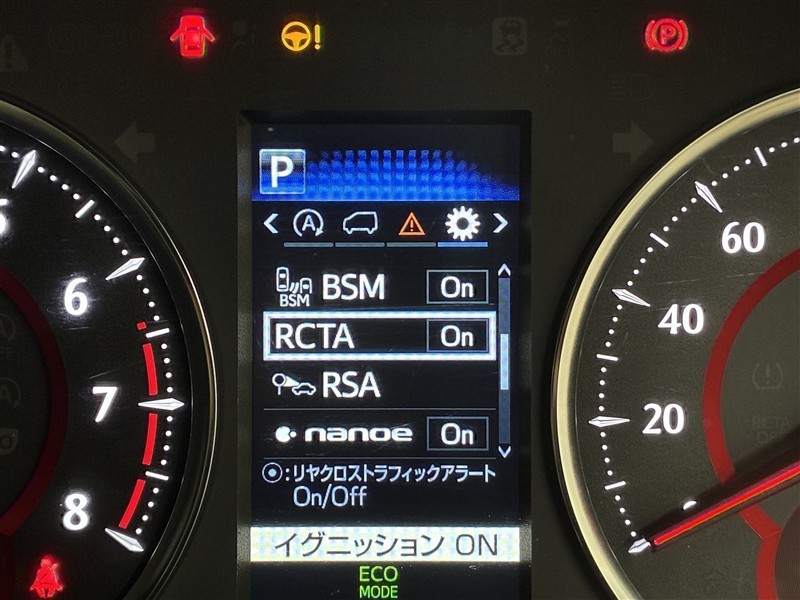 P
BSM BSM On
RCTA On
RSA
nanoe On
:リヤクロストラフィックアラート
On/Off
イグニッション ON
ECO
MODE
6
7
8
60
40
20
RCTA
OFF